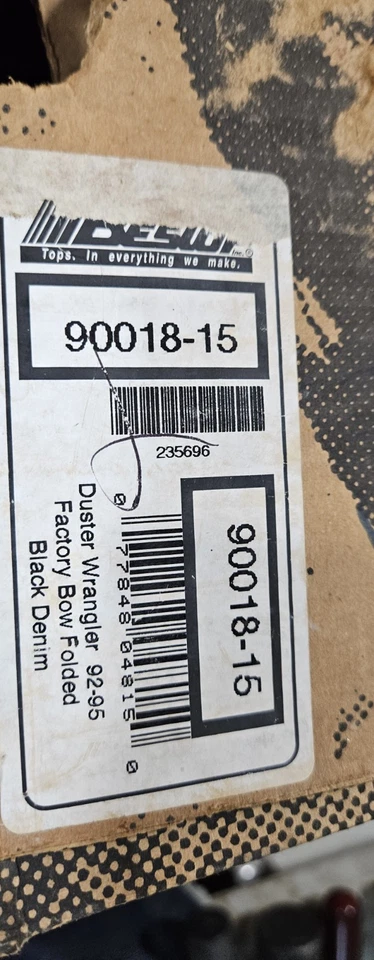 Tops. In everything we make.
90018-15
235696
90018-15
0 77848 04815 0
Duster Wrangler 92-95
Factory Bow Folded
Black Denim